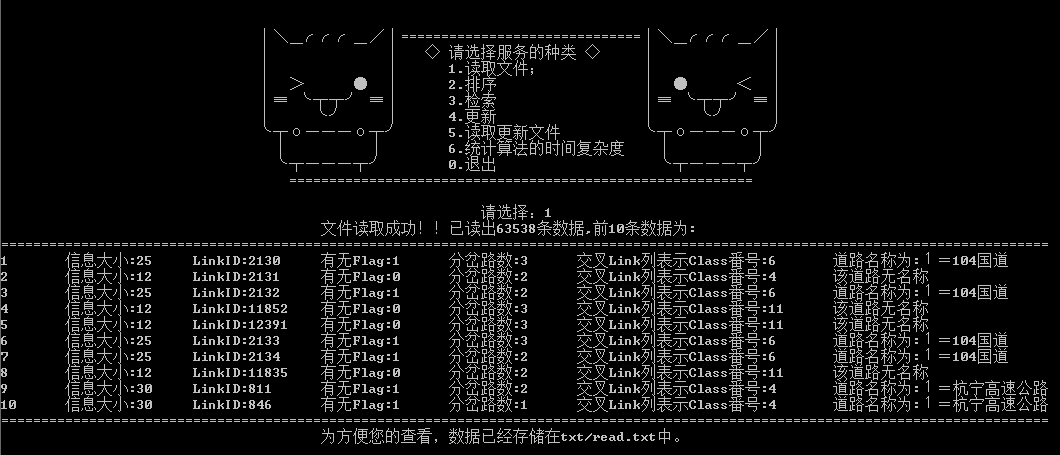 ◇ 请选择服务的种类 ◇
1.读取文件；
2.排序
3.检索
4.更新
5.读取更新文件
6.统计算法的时间复杂度
0.退出
请选择：1
文件读取成功！！已读出63538条数据,前10条数据为：
1 信息大小:25 LinkID:2130 有无Flag:1 分岔路数:3 交叉Link列表示Class番号:6 道路名称为：1＝104国道
2 信息大小:12 LinkID:2131 有无Flag:0 分岔路数:2 交叉Link列表示Class番号:4 该道路无名称
3 信息大小:25 LinkID:2132 有无Flag:1 分岔路数:2 交叉Link列表示Class番号:6 道路名称为：1＝104国道
4 信息大小:12 LinkID:11852 有无Flag:0 分岔路数:3 交叉Link列表示Class番号:11 该道路无名称
5 信息大小:12 LinkID:12391 有无Flag:0 分岔路数:3 交叉Link列表示Class番号:11 该道路无名称
6 信息大小:25 LinkID:2133 有无Flag:1 分岔路数:3 交叉Link列表示Class番号:6 道路名称为：1＝104国道
7 信息大小:25 LinkID:2134 有无Flag:1 分岔路数:2 交叉Link列表示Class番号:6 道路名称为：1＝104国道
8 信息大小:12 LinkID:11835 有无Flag:0 分岔路数:2 交叉Link列表示Class番号:11 该道路无名称
9 信息大小:30 LinkID:811 有无Flag:1 分岔路数:2 交叉Link列表示Class番号:4 道路名称为：1＝杭宁高速公路
10 信息大小:30 LinkID:846 有无Flag:1 分岔路数:1 交叉Link列表示Class番号:4 道路名称为：1＝杭宁高速公路
为方便您的查看，数据已经存储在txt/read.txt中。